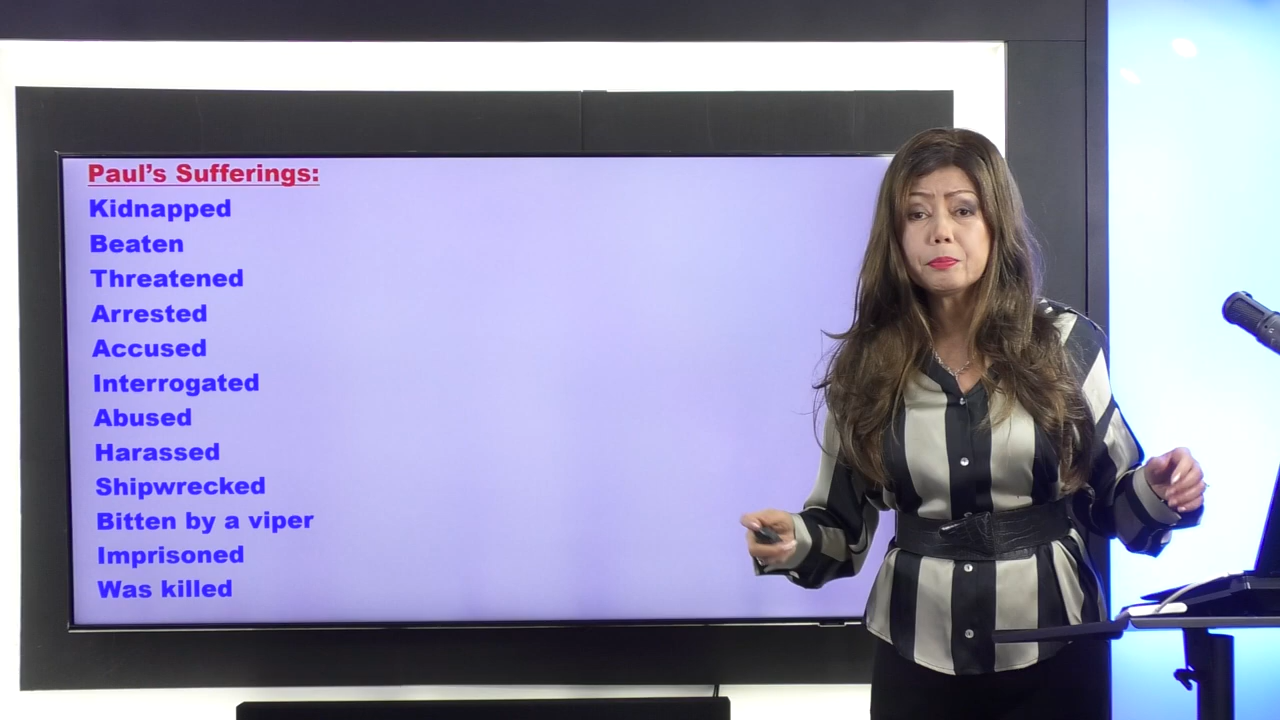 Paul's Sufferings:
Kidnapped
Beaten
Threatened
Arrested
Accused
Interrogated
Abused
Harassed
Shipwrecked
Bitten by a viper
Imprisoned
Was killed